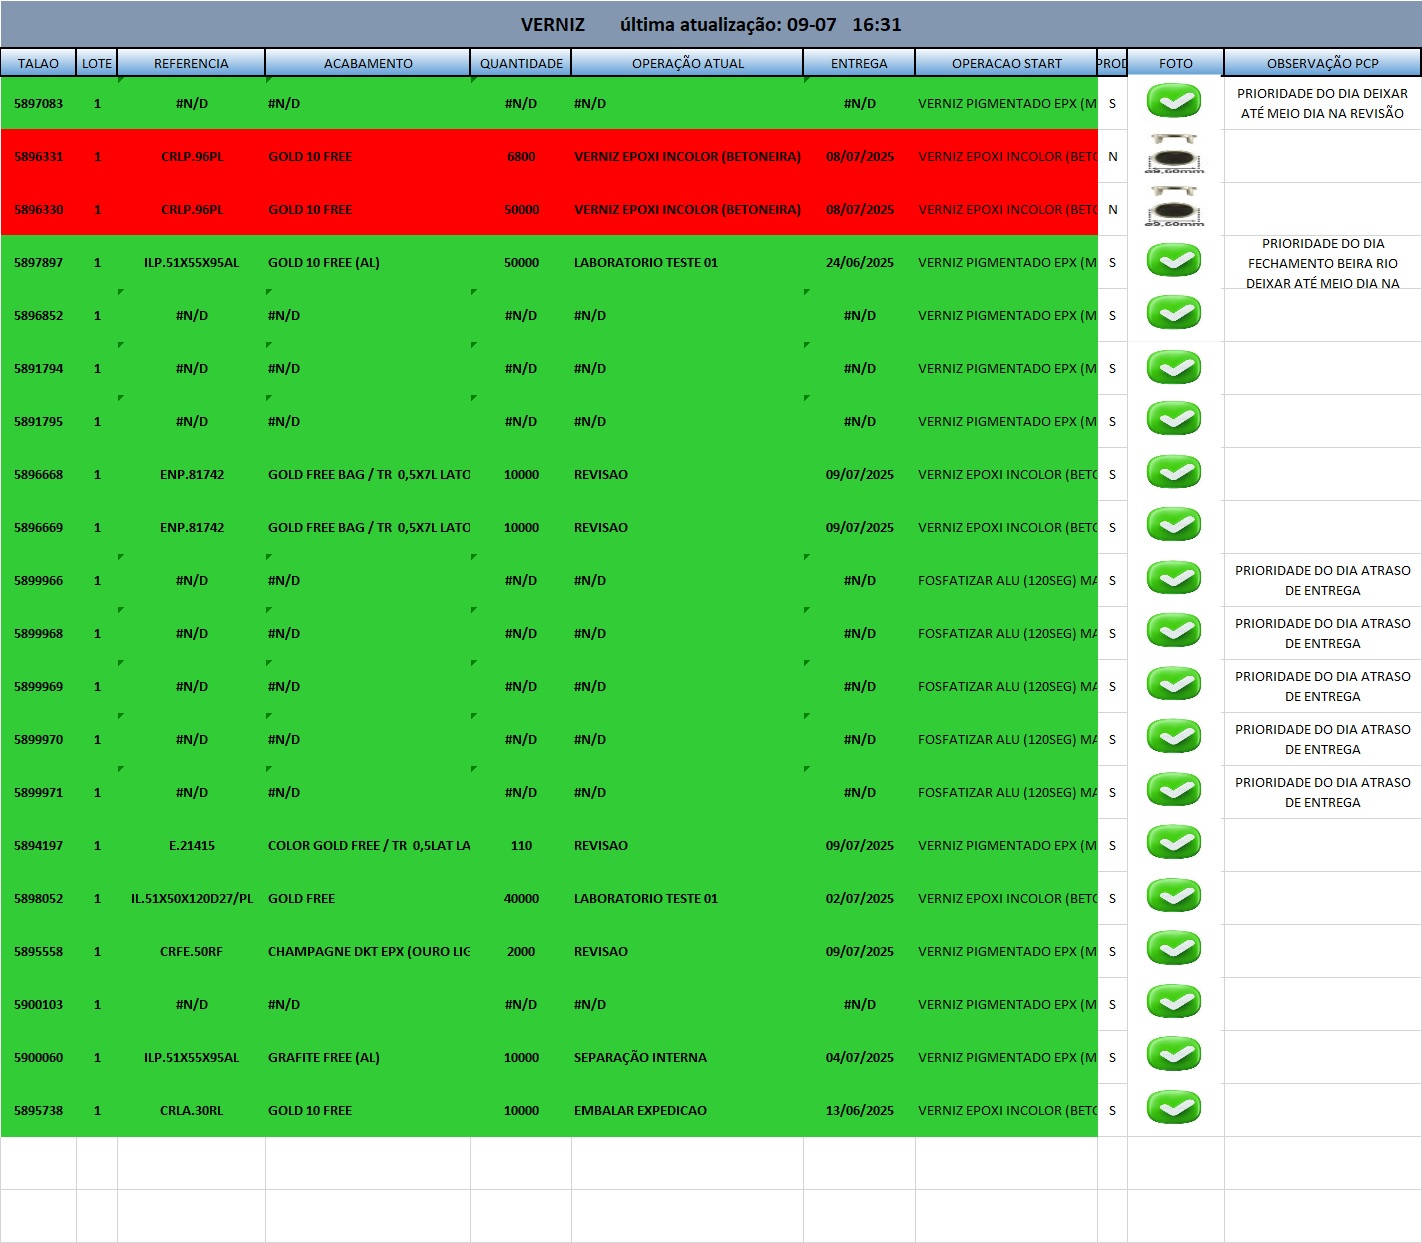 VERNIZ última atualização: 09-07 16:31
TALAO LOTE REFERENCIA ACABAMENTO QUANTIDADE OPERAÇÃO ATUAL ENTREGA OPERACAO START PROD FOTO OBSERVAÇÃO PCP
5897083 1 #N/D #N/D #N/D #N/D #N/D VERNIZ PIGMENTADO EPX (M S PRIORIDADE DO DIA DEIXAR
ATÉ MEIO DIA NA REVISÃO
5896331 1 CRLP.96PL GOLD 10 FREE 6800 VERNIZ EPOXI INCOLOR (BETONEIRA) 08/07/2025 VERNIZ EPOXI INCOLOR (BETO N
ø9,60mm
5896330 1 CRLP.96PL GOLD 10 FREE 50000 VERNIZ EPOXI INCOLOR (BETONEIRA) 08/07/2025 VERNIZ EPOXI INCOLOR (BETO N
ø9,60mm
5897897 1 ILP.51X55X95AL GOLD 10 FREE (AL) 50000 LABORATORIO TESTE 01 24/06/2025 VERNIZ PIGMENTADO EPX (M S PRIORIDADE DO DIA
FECHAMENTO BEIRA RIO
DEIXAR ATÉ MEIO DIA NA
5896852 1 #N/D #N/D #N/D #N/D #N/D VERNIZ PIGMENTADO EPX (M S
5891794 1 #N/D #N/D #N/D #N/D #N/D VERNIZ PIGMENTADO EPX (M S
5891795 1 #N/D #N/D #N/D #N/D #N/D VERNIZ PIGMENTADO EPX (M S
5896668 1 ENP.81742 GOLD FREE BAG / TR 0,5X7L LATO 10000 REVISAO 09/07/2025 VERNIZ EPOXI INCOLOR (BETO S
5896669 1 ENP.81742 GOLD FREE BAG / TR 0,5X7L LATO 10000 REVISAO 09/07/2025 VERNIZ EPOXI INCOLOR (BETO S
5899966 1 #N/D #N/D #N/D #N/D #N/D FOSFATIZAR ALU (120SEG) MA S PRIORIDADE DO DIA ATRASO
DE ENTREGA
5899968 1 #N/D #N/D #N/D #N/D #N/D FOSFATIZAR ALU (120SEG) MA S PRIORIDADE DO DIA ATRASO
DE ENTREGA
5899969 1 #N/D #N/D #N/D #N/D #N/D FOSFATIZAR ALU (120SEG) MA S PRIORIDADE DO DIA ATRASO
DE ENTREGA
5899970 1 #N/D #N/D #N/D #N/D #N/D FOSFATIZAR ALU (120SEG) MA S PRIORIDADE DO DIA ATRASO
DE ENTREGA
5899971 1 #N/D #N/D #N/D #N/D #N/D FOSFATIZAR ALU (120SEG) MA S PRIORIDADE DO DIA ATRASO
DE ENTREGA
5894197 1 E.21415 COLOR GOLD FREE / TR 0,5LAT LA 110 REVISAO 09/07/2025 VERNIZ PIGMENTADO EPX (M S
5898052 1 IL.51X50X120D27/PL GOLD FREE 40000 LABORATORIO TESTE 01 02/07/2025 VERNIZ EPOXI INCOLOR (BETO S
5895558 1 CRFE.50RF CHAMPAGNE DKT EPX (OURO LIG 2000 REVISAO 09/07/2025 VERNIZ PIGMENTADO EPX (M S
5900103 1 #N/D #N/D #N/D #N/D #N/D VERNIZ PIGMENTADO EPX (M S
5900060 1 ILP.51X55X95AL GRAFITE FREE (AL) 10000 SEPARAÇÃO INTERNA 04/07/2025 VERNIZ PIGMENTADO EPX (M S
5895738 1 CRLA.30RL GOLD 10 FREE 10000 EMBALAR EXPEDICAO 13/06/2025 VERNIZ EPOXI INCOLOR (BETO S